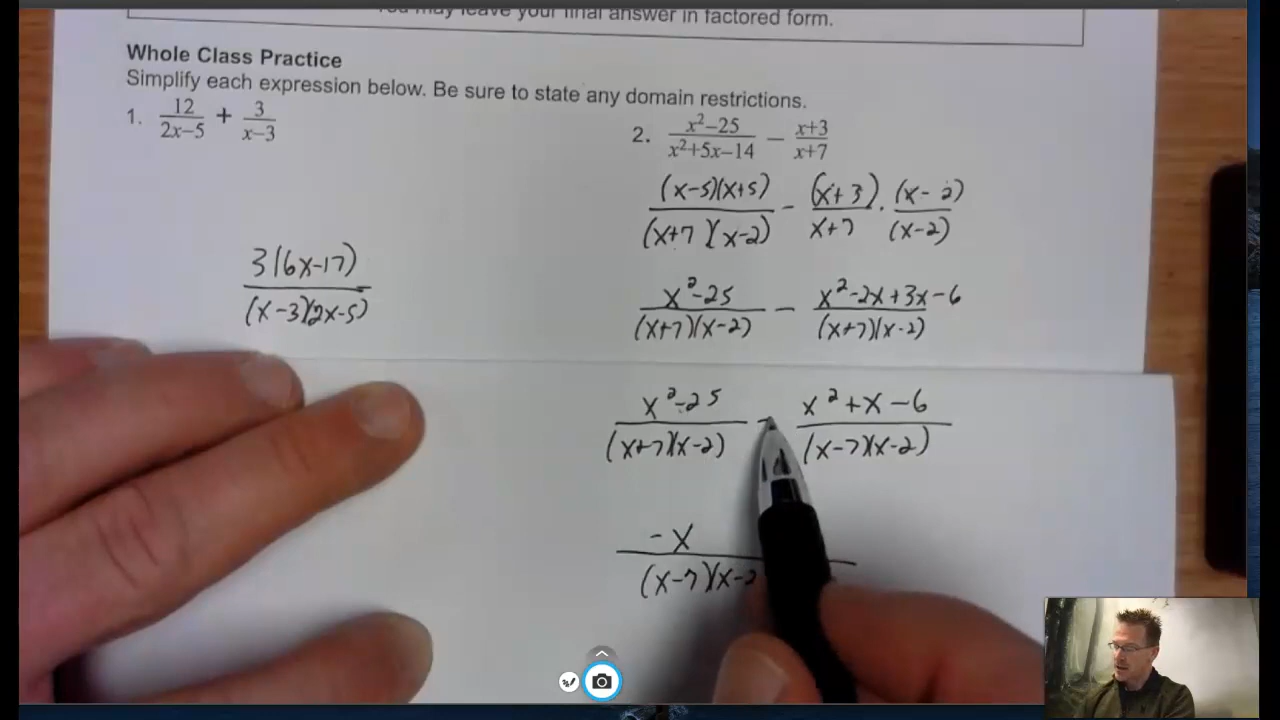 You may leave your final answer in factored form.
Whole Class Practice
Simplify each expression below. Be sure to state any domain restrictions.
1. 12/(2x−5) + 3/(x−3)
3(6x-17)/((x-3)(2x-5))
2. (x²−25)/(x²+5x−14) − (x+3)/(x+7)
(x-5)(x+5)/((x+7)(x-2)) - (x+3)/(x+7) · (x-2)/(x-2)
(x²-25)/((x+7)(x-2)) - (x²-2x+3x-6)/((x+7)(x-2))
(x²-25)/((x+7)(x-2)) - (x²+x-6)/((x-7)(x-2))
-x/((x-7)(x-2